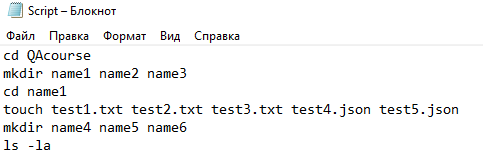 Script – Блокнот
Файл Правка Формат Вид Справка
cd QAcourse
mkdir name1 name2 name3
cd name1
touch test1.txt test2.txt test3.txt test4.json test5.json
mkdir name4 name5 name6
ls -la